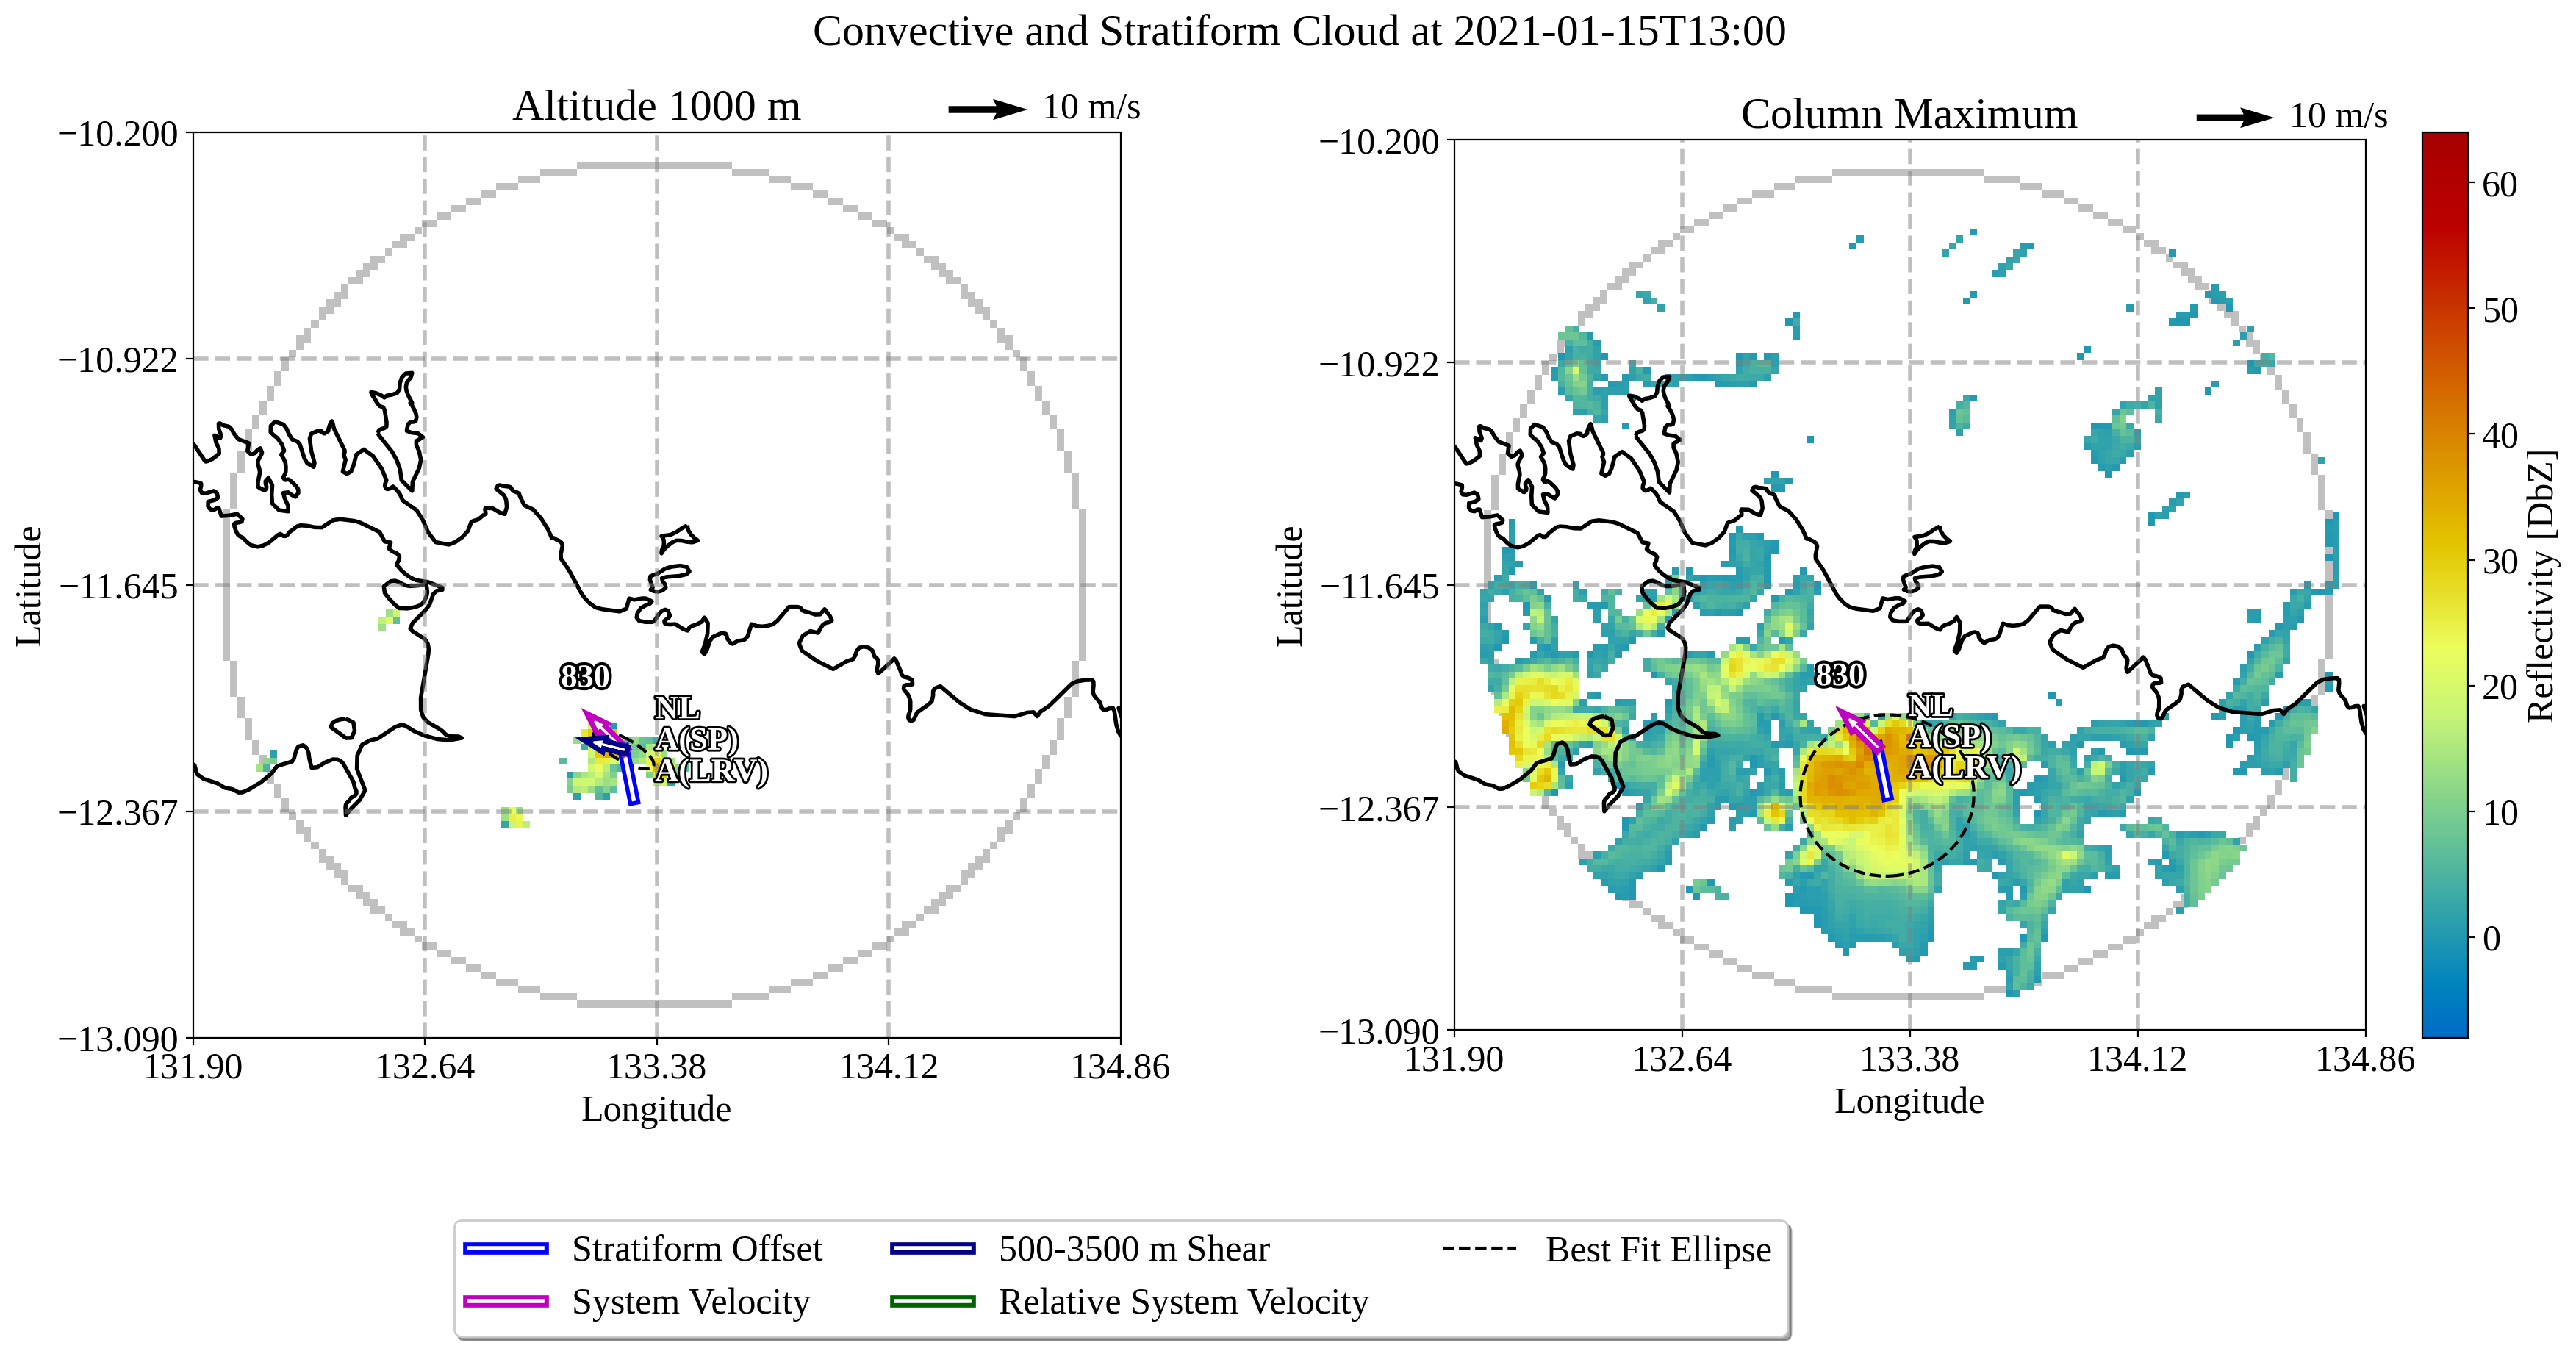 Convective and Stratiform Cloud at 2021-01-15T13:00
Altitude 1000 m
10 m/s
−10.200
−10.922
−11.645
−12.367
−13.090
131.90
132.64
133.38
134.12
134.86
Latitude
Longitude
830
NL
A(SP)
A(LRV)
Column Maximum
10 m/s
−10.200
−10.922
−11.645
−12.367
−13.090
131.90
132.64
133.38
134.12
134.86
Latitude
Longitude
830
NL
A(SP)
A(LRV)
60
50
40
30
20
10
0
Reflectivity [DbZ]
Stratiform Offset
System Velocity
500-3500 m Shear
Relative System Velocity
Best Fit Ellipse